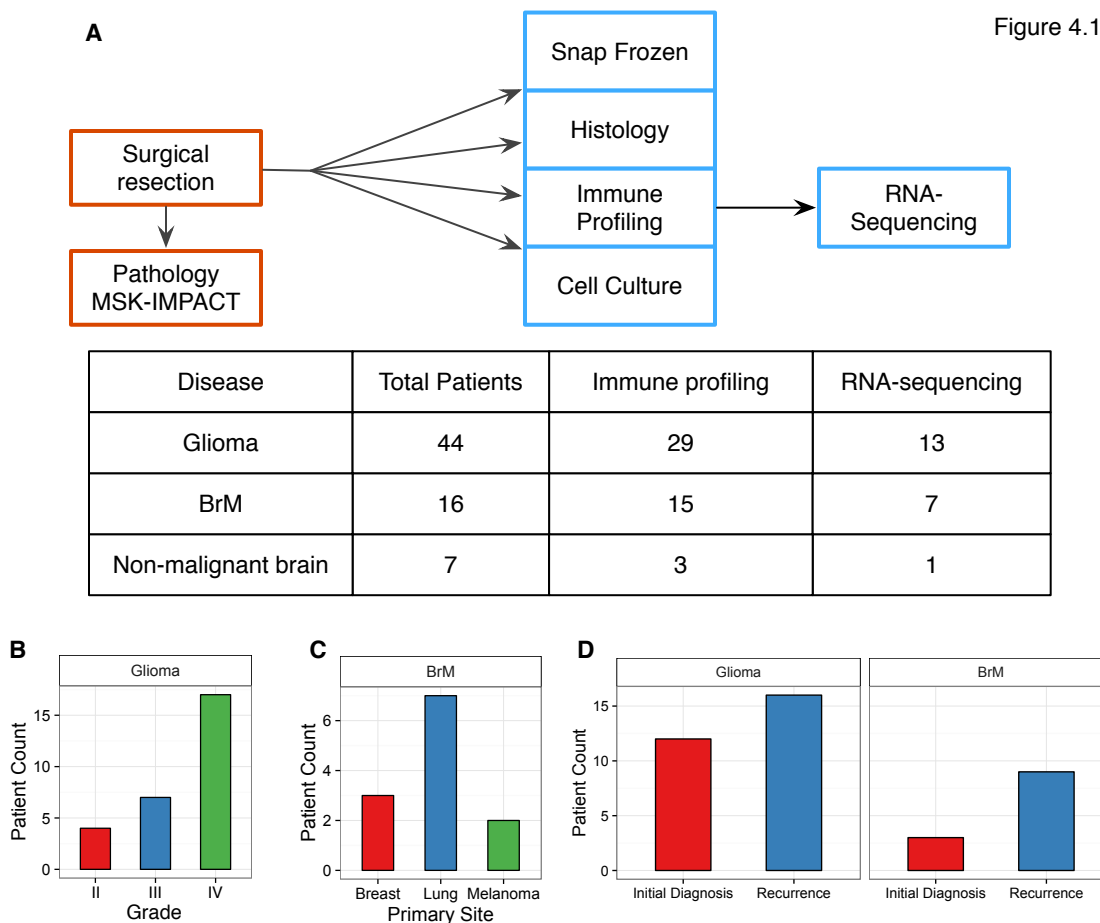 Figure 4.1
A
Surgical
resection
Pathology
MSK-IMPACT
Snap Frozen
Histology
Immune
Profiling
Cell Culture
RNA-
Sequencing
Disease Total Patients Immune profiling RNA-sequencing
Glioma 44 29 13
BrM 16 15 7
Non-malignant brain 7 3 1
B
Glioma
Patient Count
15
10
5
0
II III IV
Grade
C
BrM
Patient Count
6
4
2
0
Breast Lung Melanoma
Primary Site
D
Glioma BrM
Patient Count
15
10
5
0
Initial Diagnosis Recurrence Initial Diagnosis Recurrence